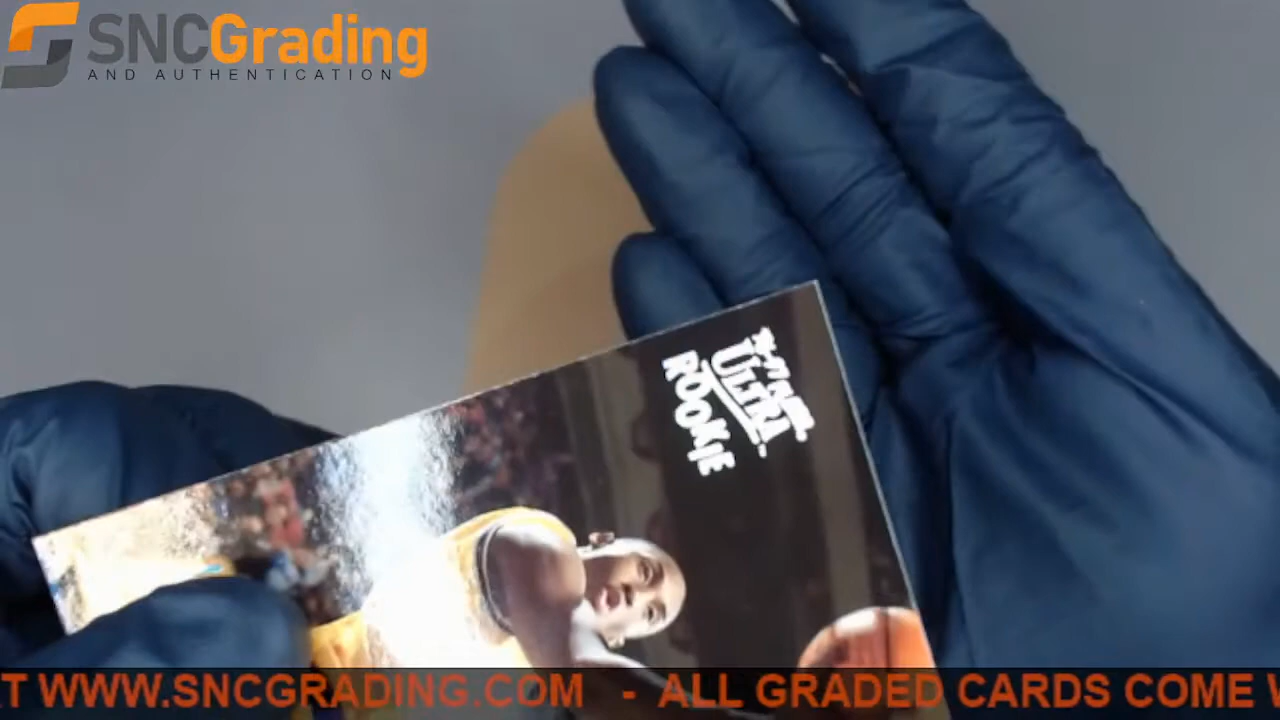 SNCGrading
AND AUTHENTICATION
ULTRA
ROOKIE
T WWW.SNCGRADING.COM - ALL GRADED CARDS COME W